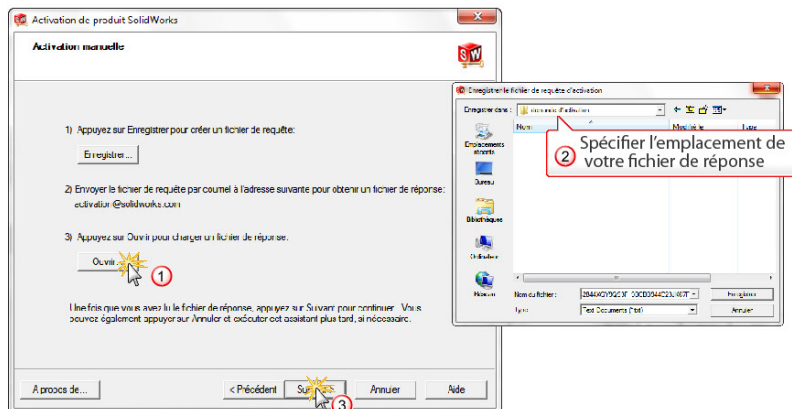 Activation de produit SolidWorks
Activation manuelle
SW
1) Appuyez sur Enregistrer pour créer un fichier de requête:
Enregistrer...
2) Envoyer le fichier de requête par courriel à l'adresse suivante pour obtenir un fichier de réponse:
activation@solidworks.com
3) Appuyez sur Ouvrir pour charger un fichier de réponse:
Ouvrir...
1
Une fois que vous avez lu le fichier de réponse, appuyez sur Suivant pour continuer. Vous
pouvez également appuyer sur Annuler et exécuter cet assistant plus tard, si nécessaire.
A propos de...
< Précédent
Annuler
Aide
3
Enregistrer le fichier de requête d'activation
Enregistrer dans :
demande d'activation
Nom
Modifié le
Type
2 Spécifier l'emplacement de
votre fichier de réponse
Emplacements
récents
Bureau
Bibliothèques
Ordinateur
Réseau
Nom du fichier :
Enregistrer
Type :
Text Documents (*.txt)
Annuler